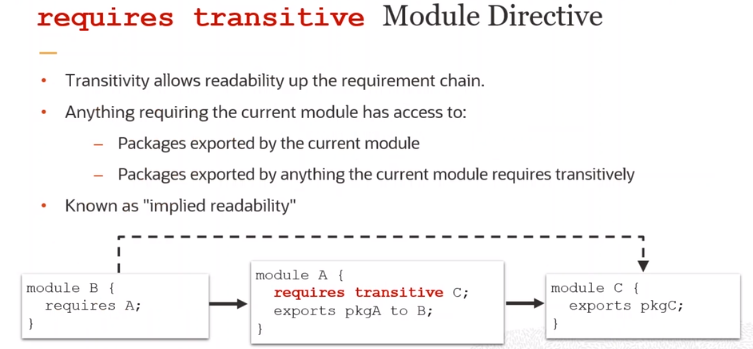 requires transitive Module Directive
• Transitivity allows readability up the requirement chain.
• Anything requiring the current module has access to:
– Packages exported by the current module
– Packages exported by anything the current module requires transitively
• Known as "implied readability"
module B {
requires A;
}
module A {
requires transitive C;
exports pkgA to B;
}
module C {
exports pkgC;
}